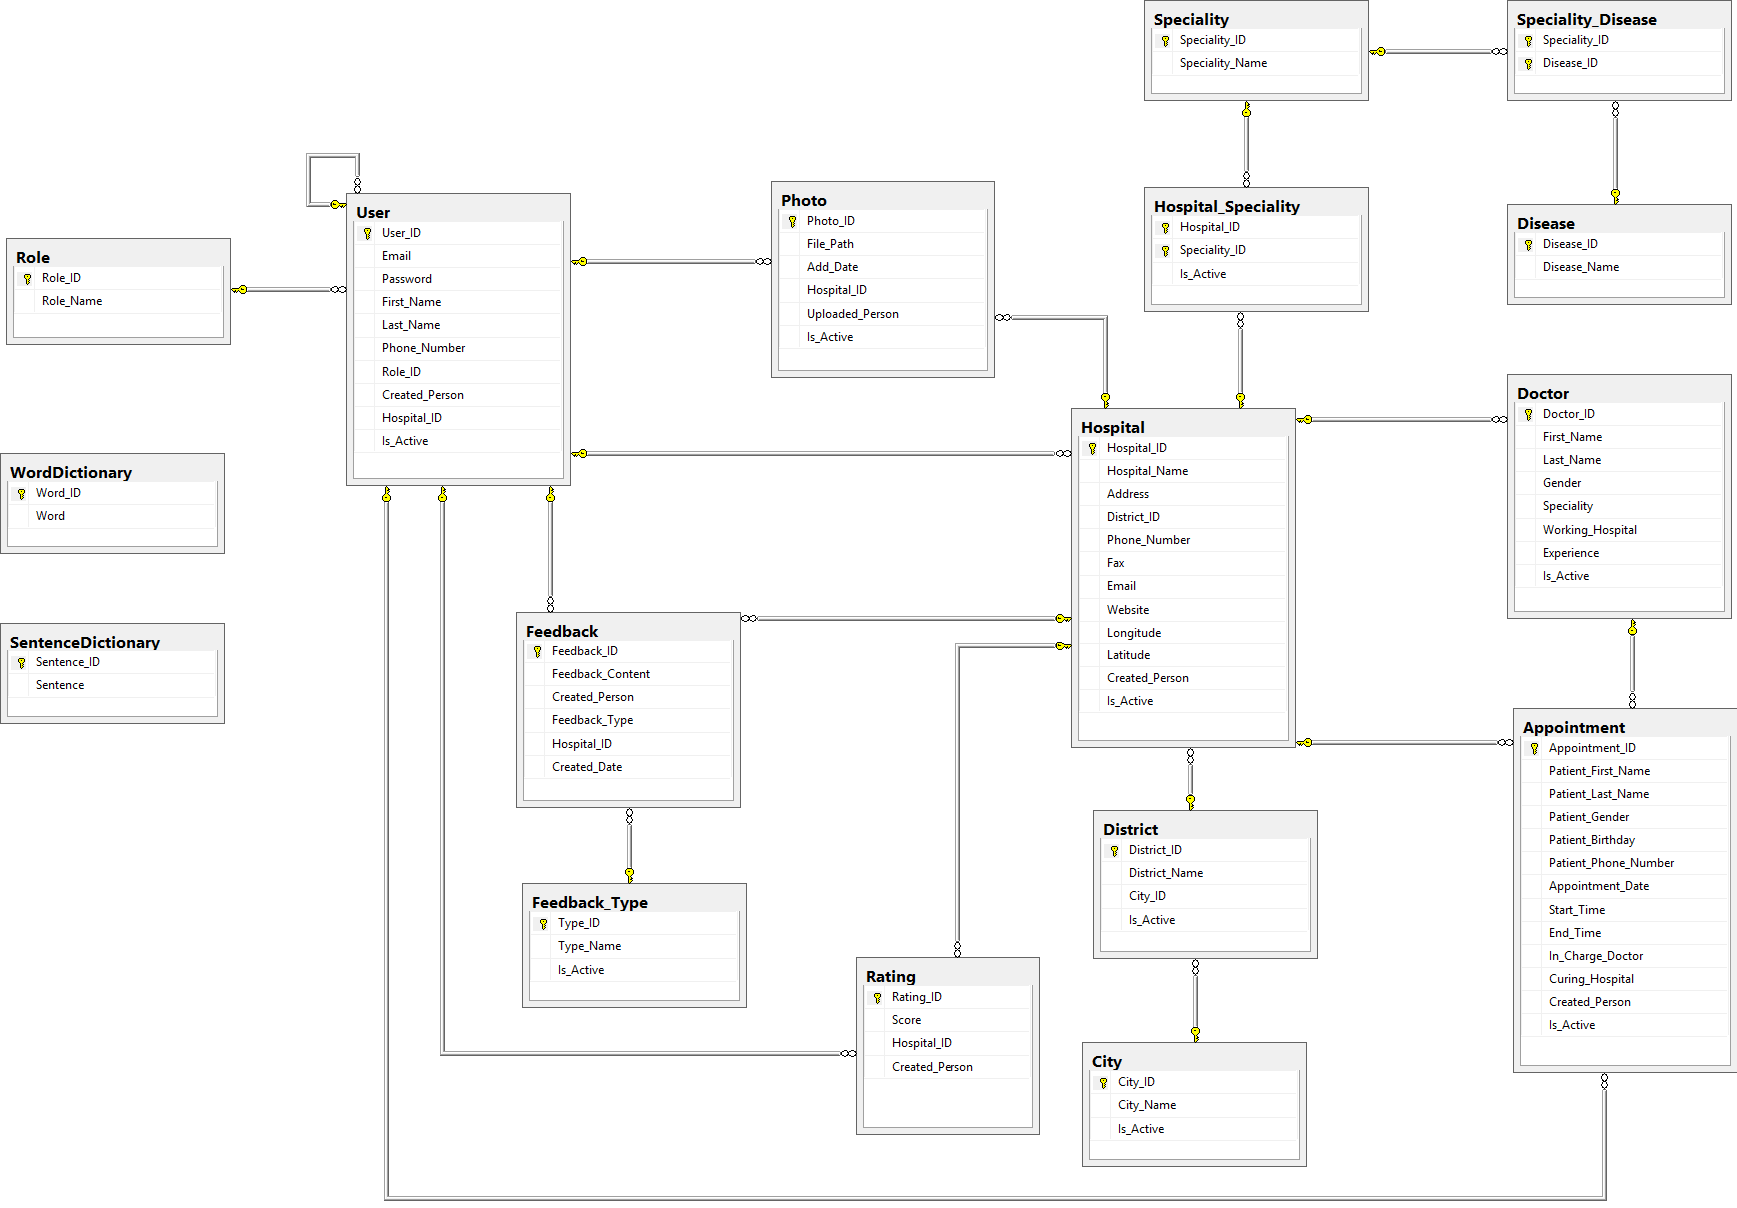 Speciality
Speciality_ID
Speciality_Name
Speciality_Disease
Speciality_ID
Disease_ID
User
User_ID
Email
Password
First_Name
Last_Name
Phone_Number
Role_ID
Created_Person
Hospital_ID
Is_Active
Photo
Photo_ID
File_Path
Add_Date
Hospital_ID
Uploaded_Person
Is_Active
Hospital_Speciality
Hospital_ID
Speciality_ID
Is_Active
Disease
Disease_ID
Disease_Name
Role
Role_ID
Role_Name
Doctor
Doctor_ID
First_Name
Last_Name
Gender
Speciality
Working_Hospital
Experience
Is_Active
Hospital
Hospital_ID
Hospital_Name
Address
District_ID
Phone_Number
Fax
Email
Website
Longitude
Latitude
Created_Person
Is_Active
WordDictionary
Word_ID
Word
SentenceDictionary
Sentence_ID
Sentence
Feedback
Feedback_ID
Feedback_Content
Created_Person
Feedback_Type
Hospital_ID
Created_Date
Appointment
Appointment_ID
Patient_First_Name
Patient_Last_Name
Patient_Gender
Patient_Birthday
Patient_Phone_Number
Appointment_Date
Start_Time
End_Time
In_Charge_Doctor
Curing_Hospital
Created_Person
Is_Active
District
District_ID
District_Name
City_ID
Is_Active
Feedback_Type
Type_ID
Type_Name
Is_Active
Rating
Rating_ID
Score
Hospital_ID
Created_Person
City
City_ID
City_Name
Is_Active